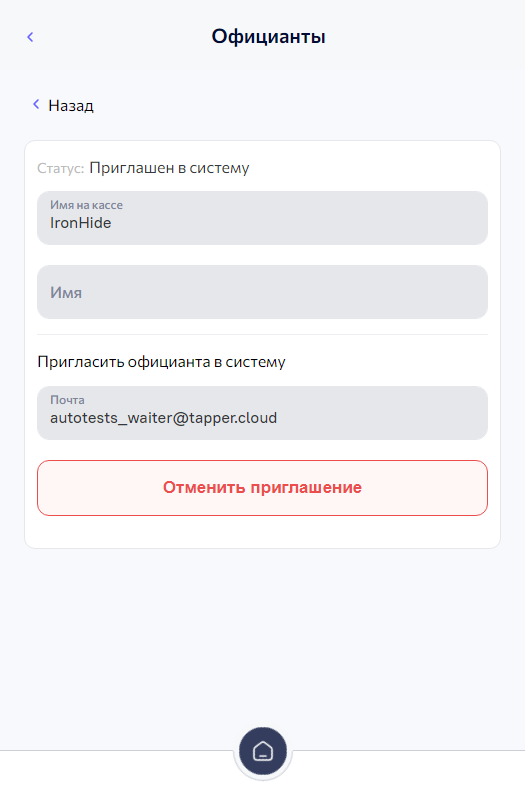 Официанты
Назад
Статус: Приглашен в систему
Имя на кассе
IronHide
Имя
Пригласить официанта в систему
Почта
autotests_waiter@tapper.cloud
Отменить приглашение